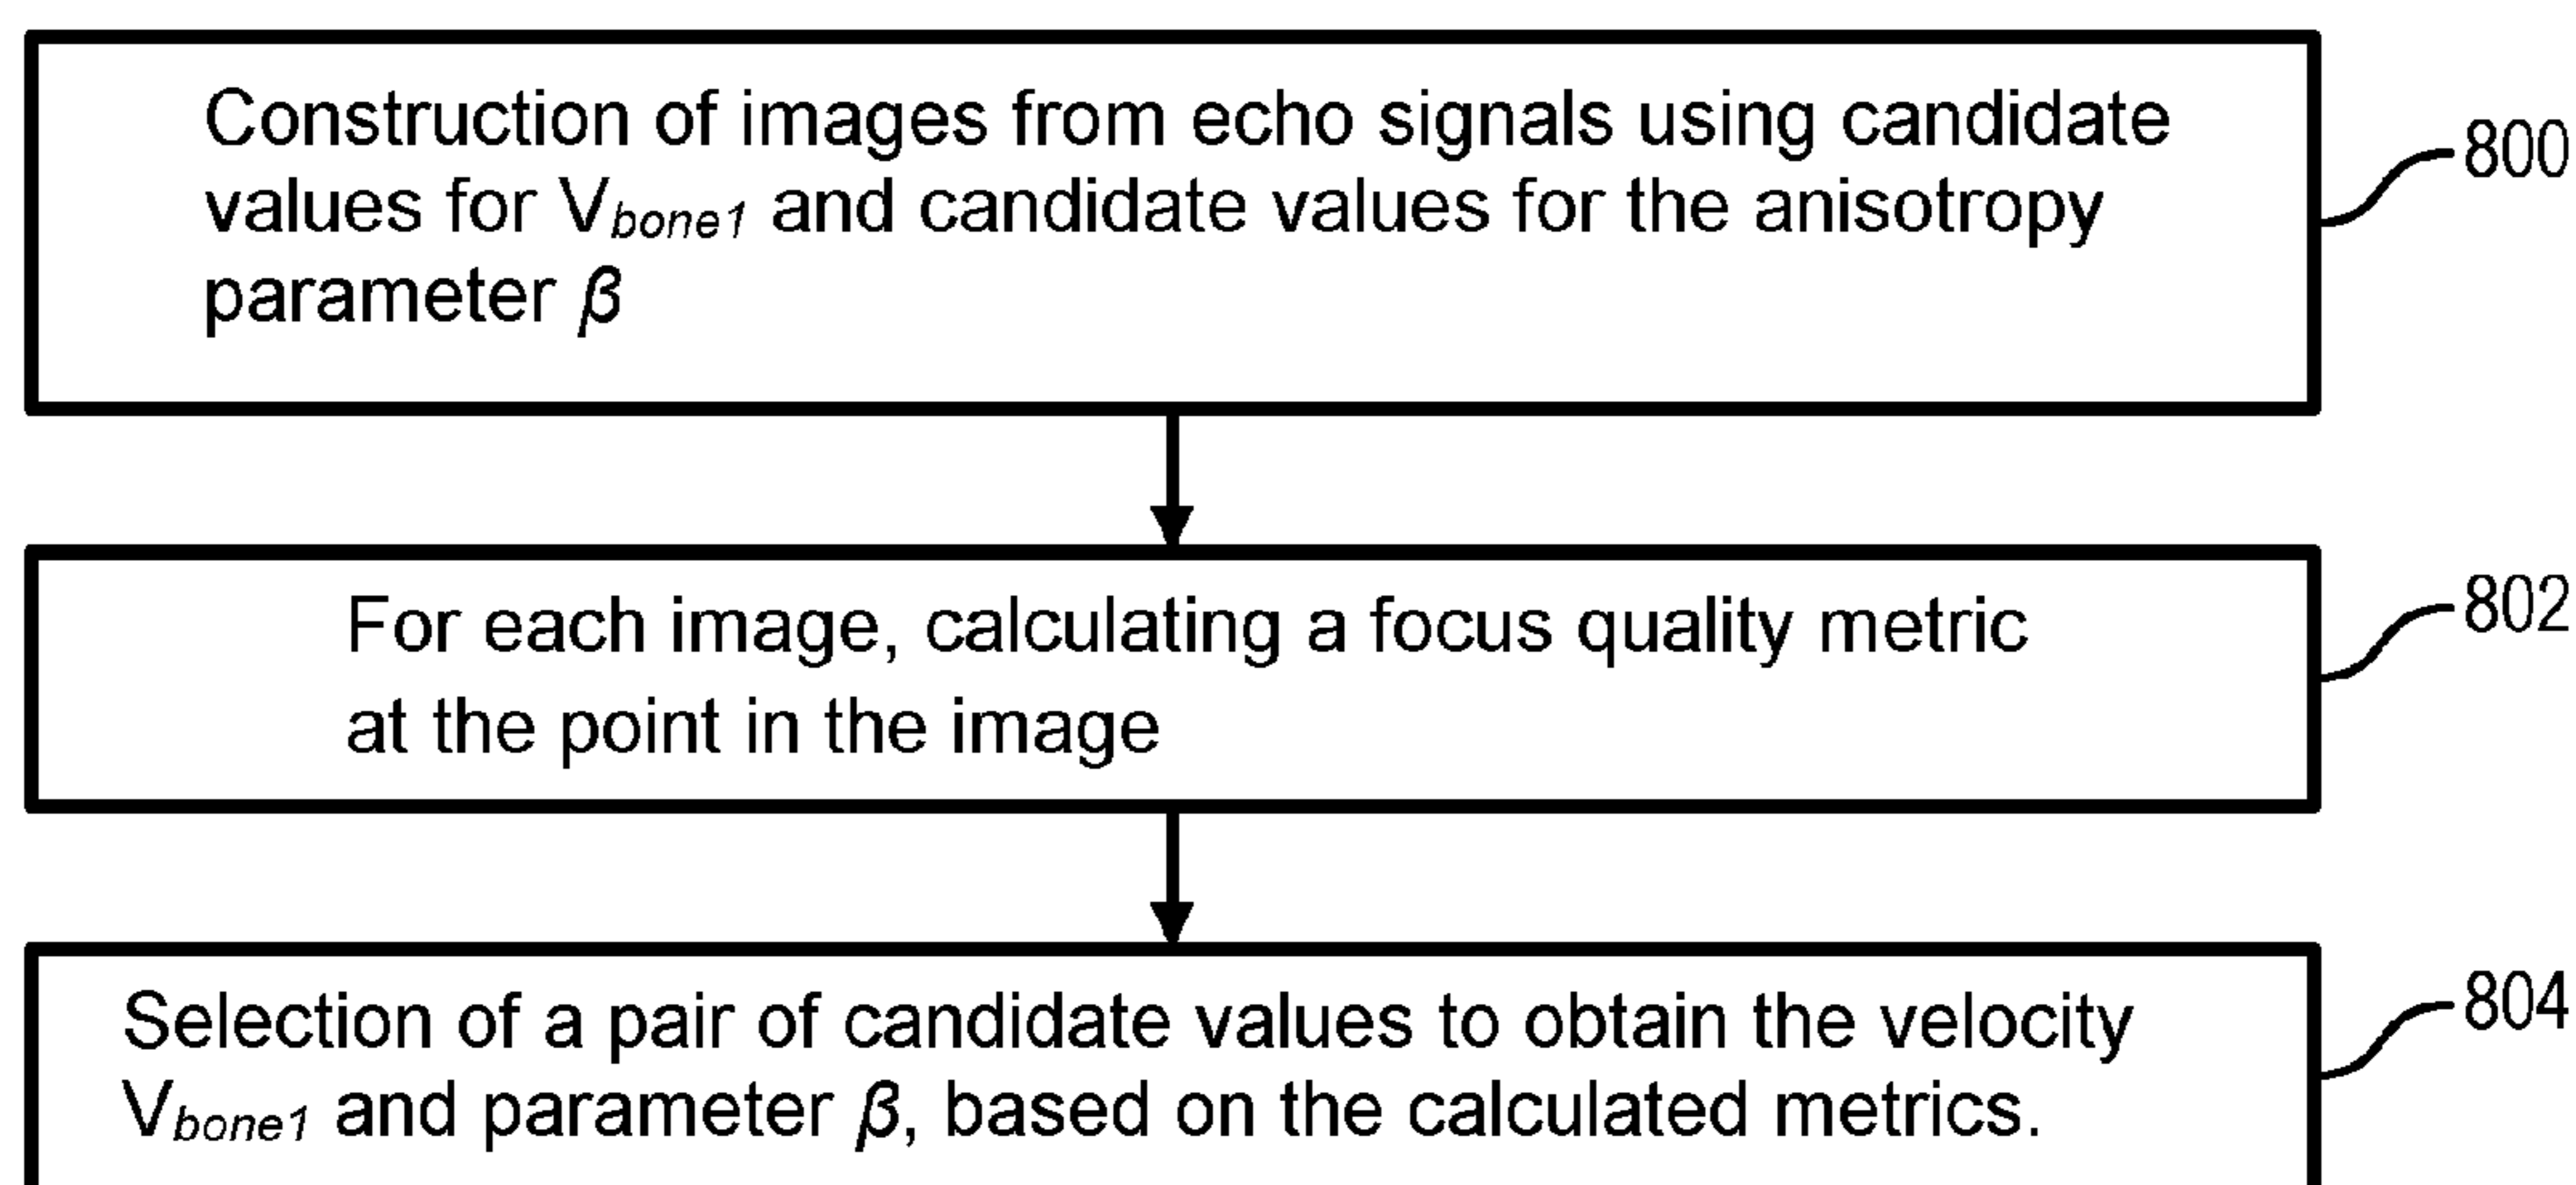 Construction of images from echo signals using candidate
values for Vbone1 and candidate values for the anisotropy
parameter β
800
For each image, calculating a focus quality metric
at the point in the image
802
Selection of a pair of candidate values to obtain the velocity
Vbone1 and parameter β, based on the calculated metrics.
804